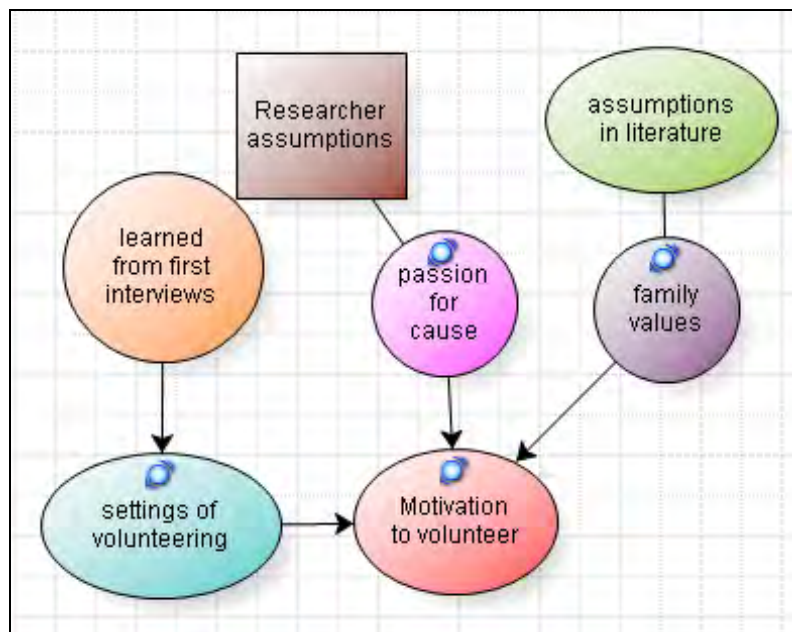 Researcher
assumptions
assumptions
in literature
learned
from first
interviews
passion
for
cause
family
values
settings of
volunteering
Motivation
to volunteer